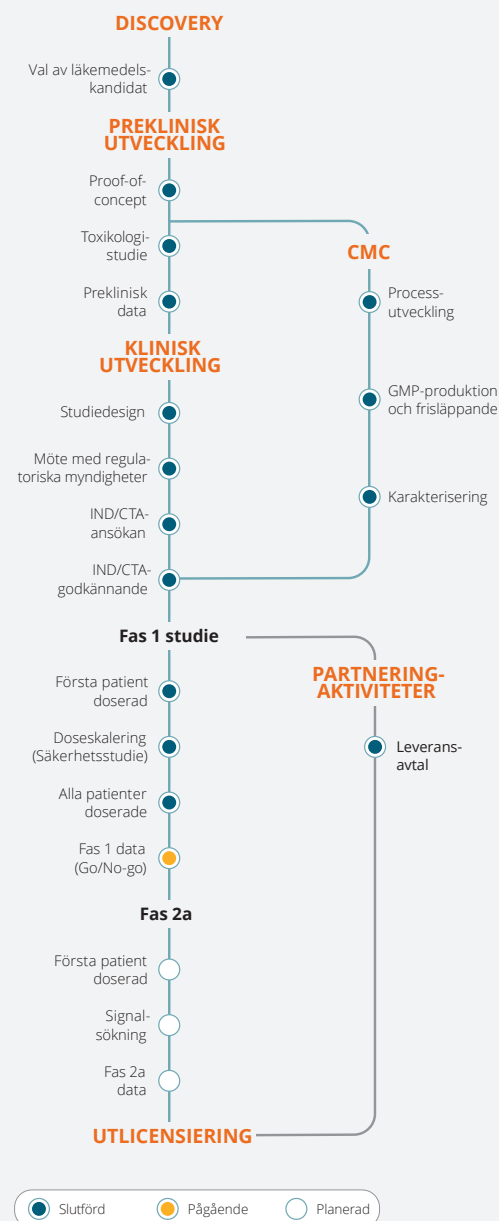 DISCOVERY
Val av läkemedels-
kandidat
PREKLINISK
UTVECKLING
Proof-of-
concept
Toxikologi-
studie
Preklinisk
data
CMC
Process-
utveckling
GMP-produktion
och frisläppande
Karakterisering
KLINISK
UTVECKLING
Studiedesign
Möte med regula-
toriska myndigheter
IND/CTA-
ansökan
IND/CTA-
godkännande
Fas 1 studie
Första patient
doserad
Doseskalering
(Säkerhetsstudie)
Alla patienter
doserade
Fas 1 data
(Go/No-go)
PARTNERING-
AKTIVITETER
Leverans-
avtal
Fas 2a
Första patient
doserad
Signal-
sökning
Fas 2a
data
UTLICENSIERING
Slutförd
Pågående
Planerad